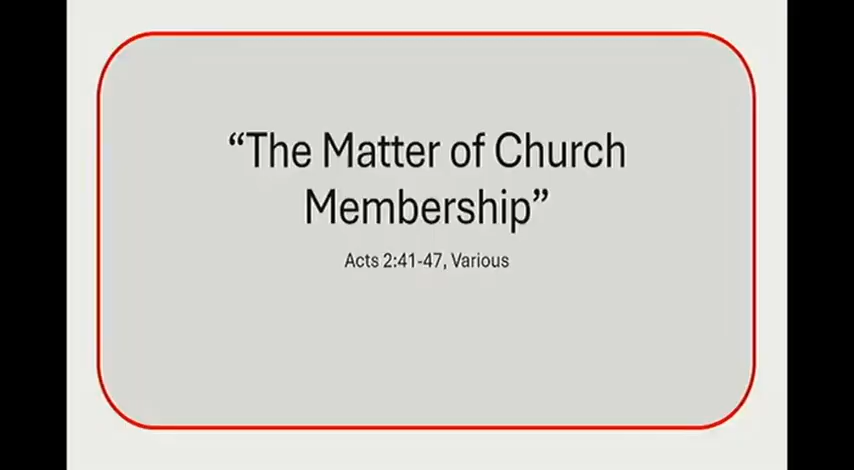 “The Matter of Church
Membership”
Acts 2:41-47, Various